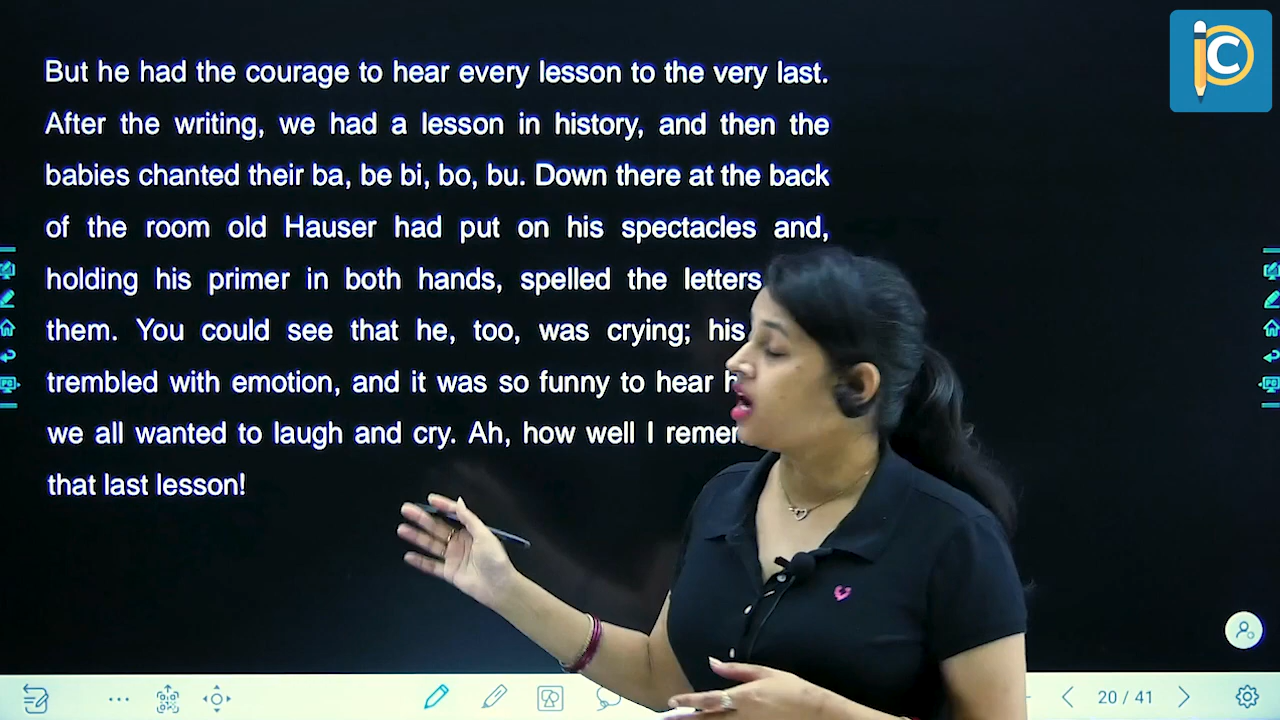 But he had the courage to hear every lesson to the very last.
After the writing, we had a lesson in history, and then the
babies chanted their ba, be bi, bo, bu. Down there at the back
of the room old Hauser had put on his spectacles and,
holding his primer in both hands, spelled the letters
them. You could see that he, too, was crying; his
trembled with emotion, and it was so funny to hear
we all wanted to laugh and cry. Ah, how well I
that last lesson!
20 / 41